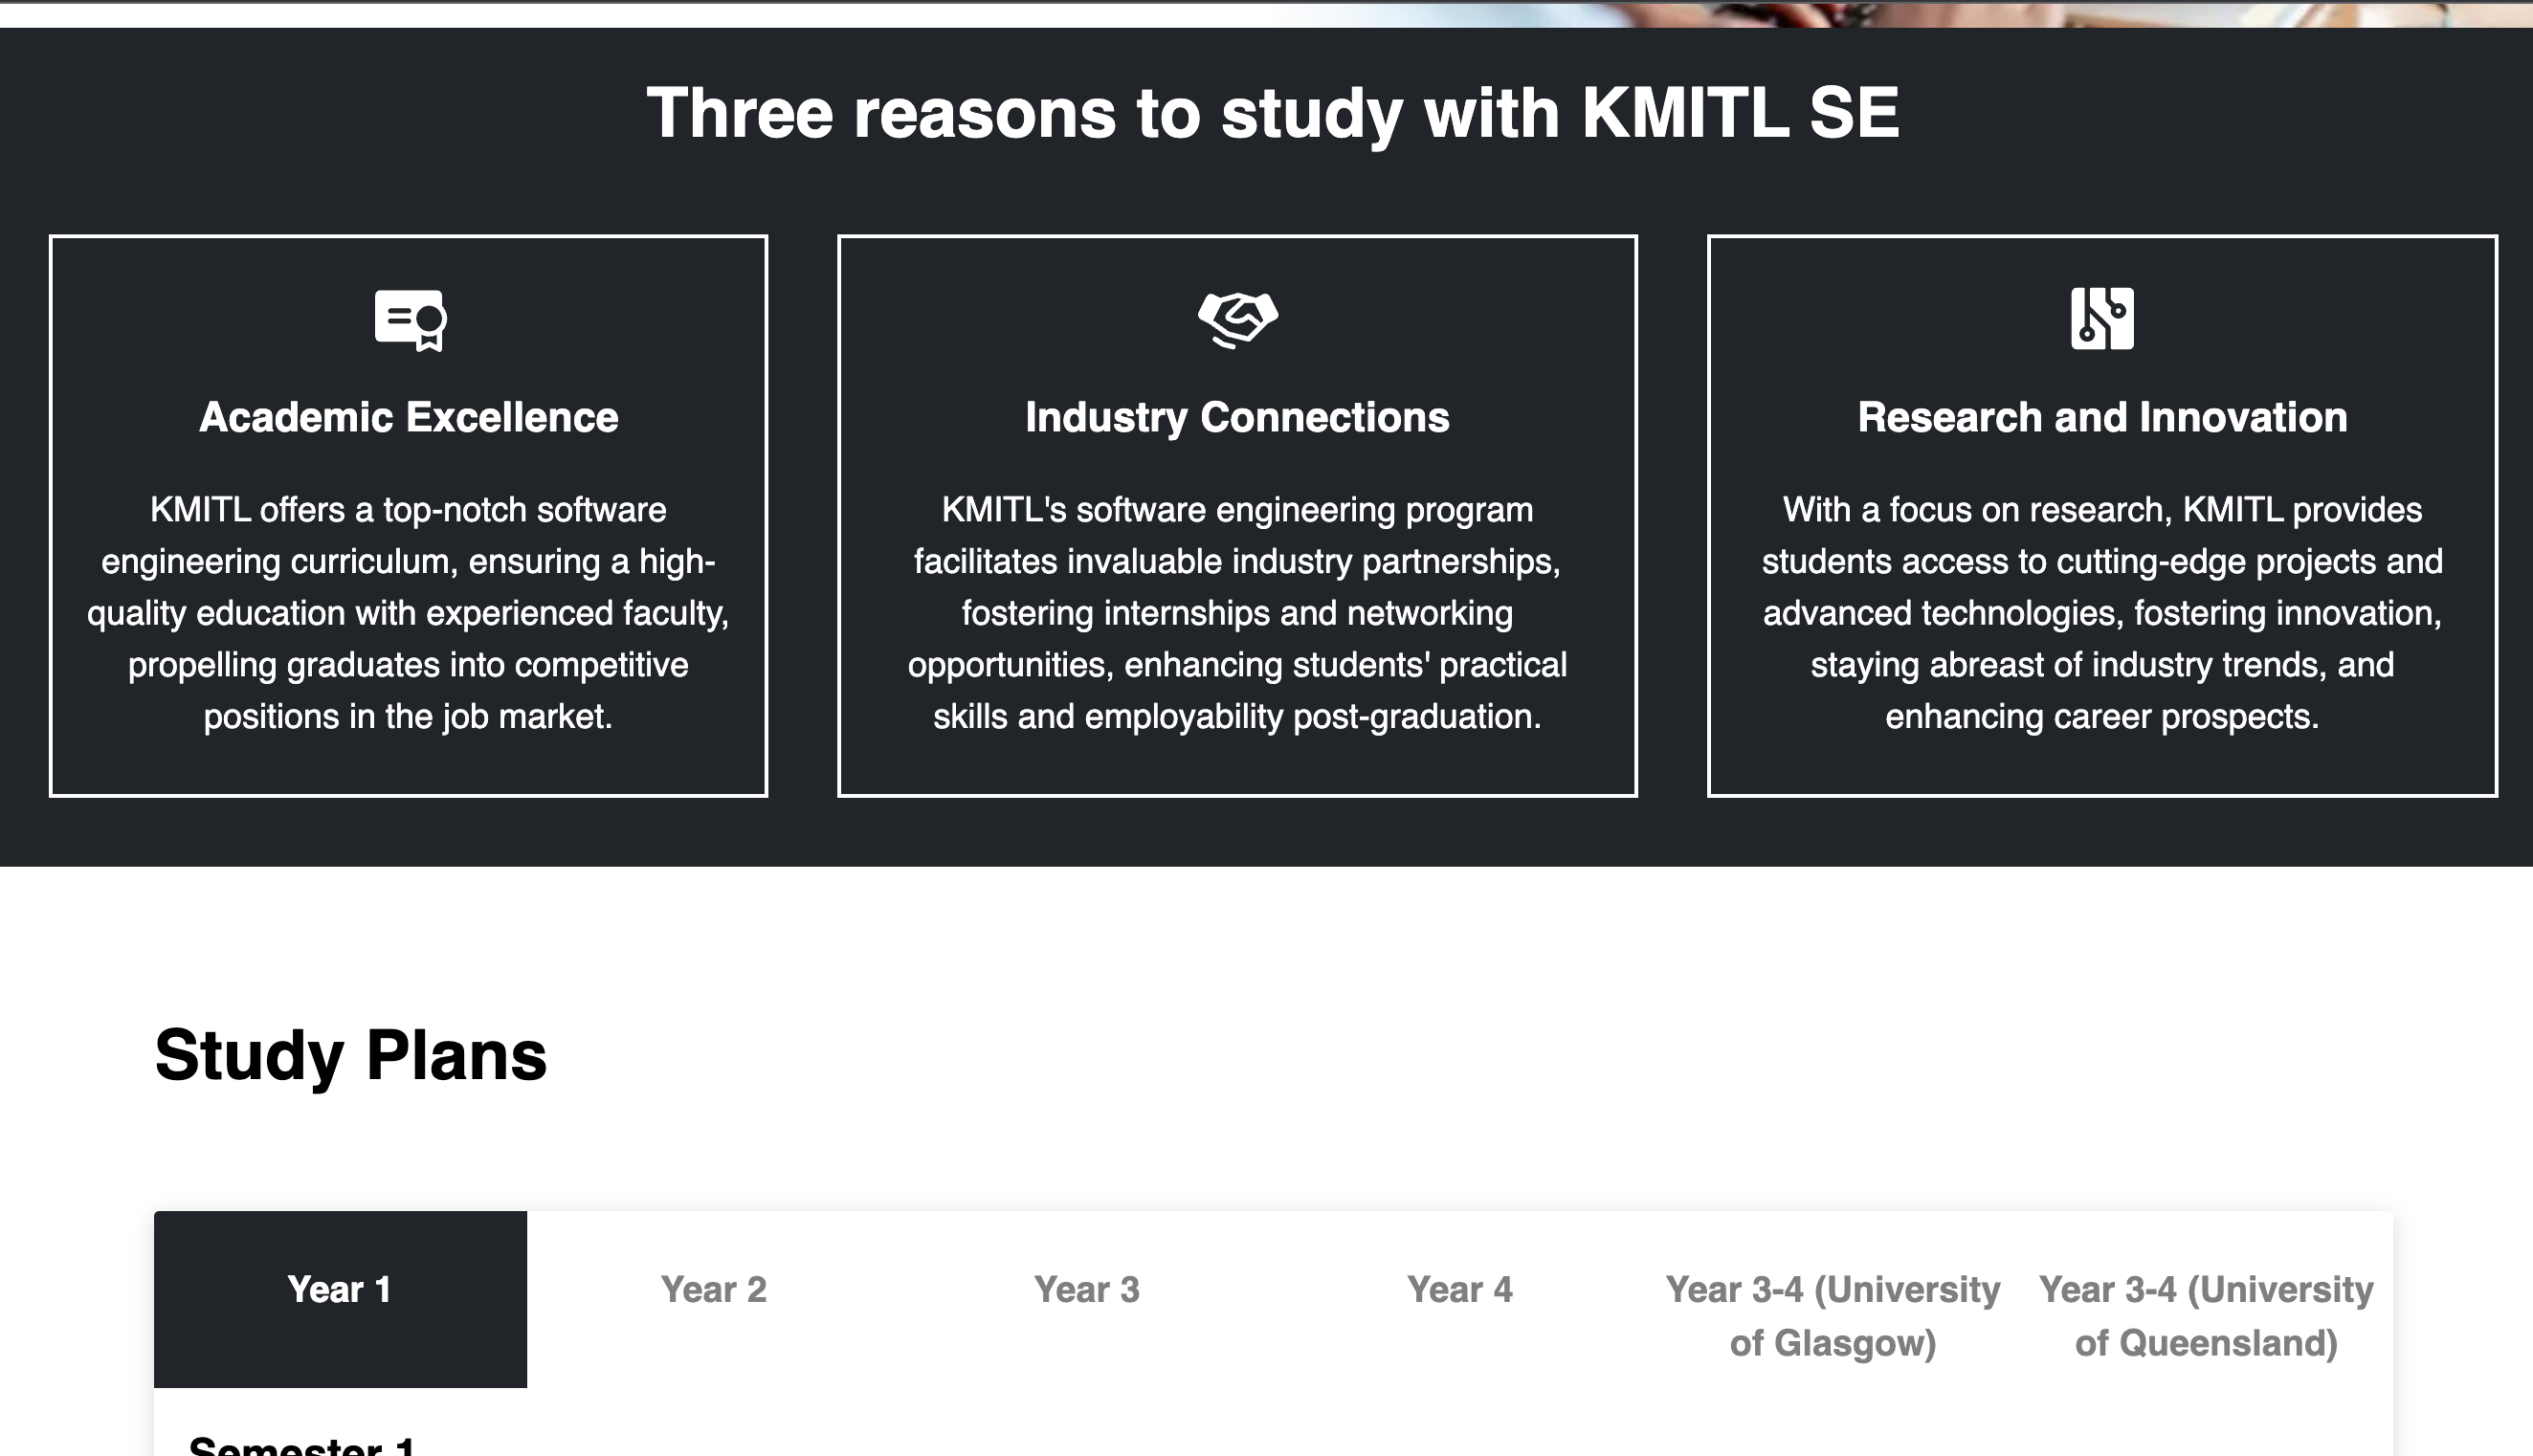 Three reasons to study with KMITL SE
Academic Excellence
KMITL offers a top-notch software
engineering curriculum, ensuring a high-
quality education with experienced faculty,
propelling graduates into competitive
positions in the job market.
Industry Connections
KMITL's software engineering program
facilitates invaluable industry partnerships,
fostering internships and networking
opportunities, enhancing students' practical
skills and employability post-graduation.
Research and Innovation
With a focus on research, KMITL provides
students access to cutting-edge projects and
advanced technologies, fostering innovation,
staying abreast of industry trends, and
enhancing career prospects.
Study Plans
Year 1
Year 2
Year 3
Year 4
Year 3-4 (University
of Glasgow)
Year 3-4 (University
of Queensland)
Semester 1